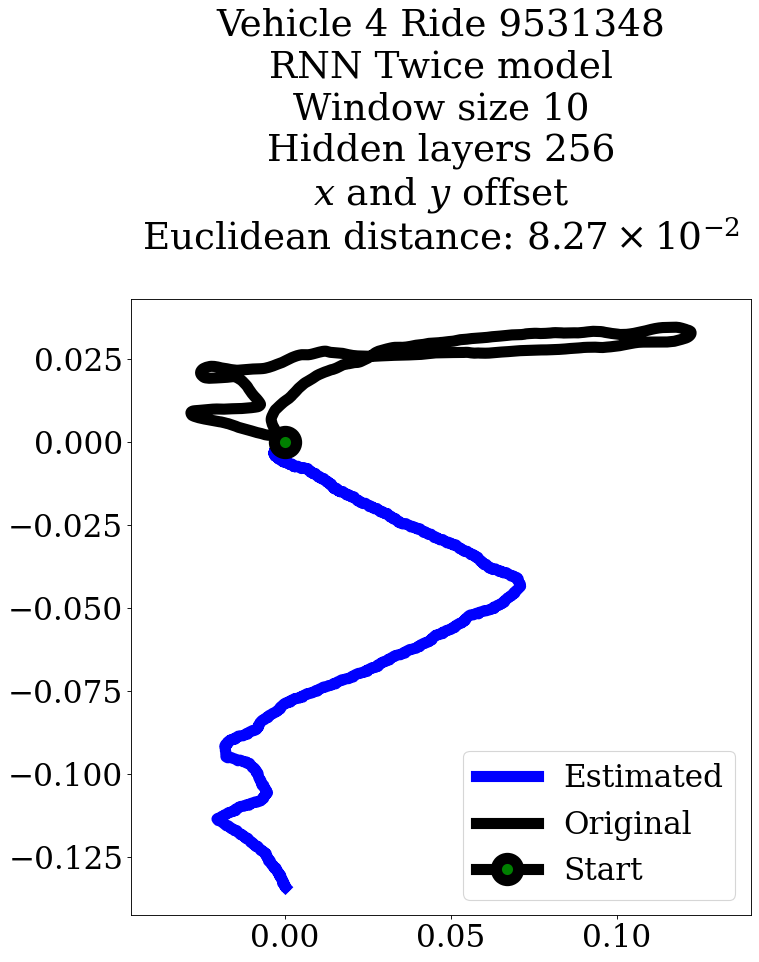 Vehicle 4 Ride 9531348
RNN Twice model
Window size 10
Hidden layers 256
x and y offset
Euclidean distance: 8.27 × 10⁻²
0.025
0.000
−0.025
−0.050
−0.075
−0.100
−0.125
Estimated
Original
Start
0.00 0.05 0.10